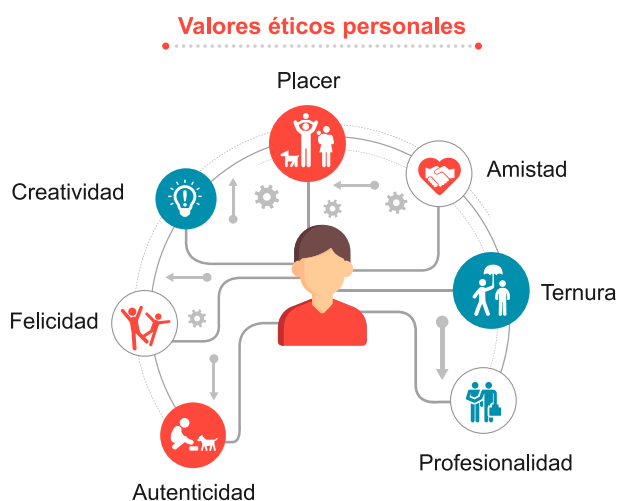 Valores éticos personales
Placer
Amistad
Creatividad
Ternura
Felicidad
Profesionalidad
Autenticidad